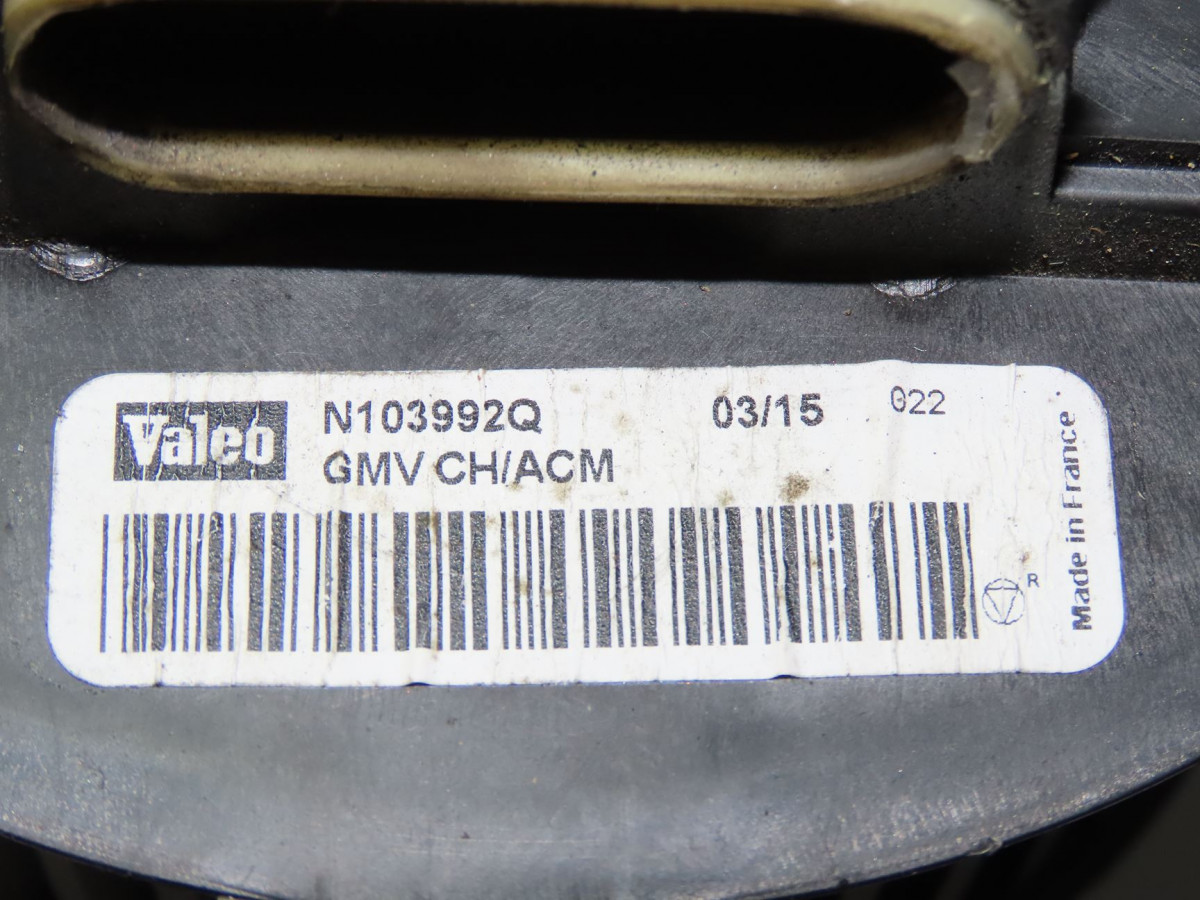 Valeo
N103992Q 03/15 022
GMV CH/ACM
R
Made in France